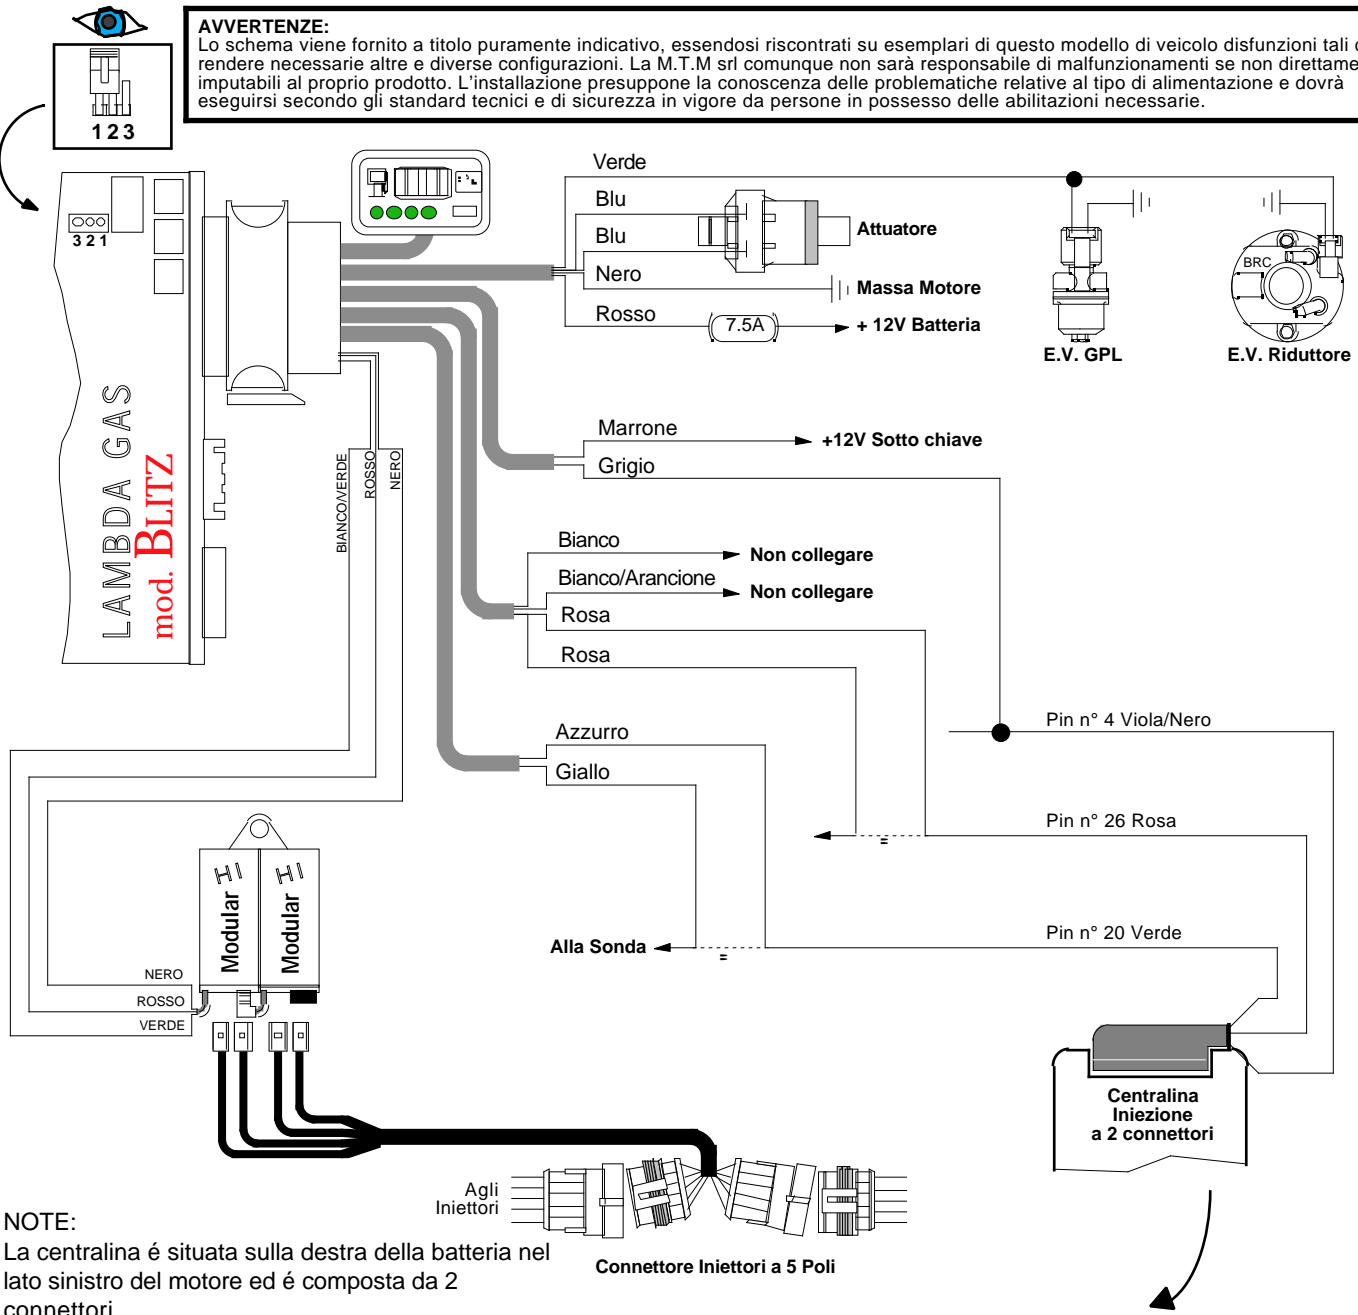 AVVERTENZE:
Lo schema viene fornito a titolo puramente indicativo, essendosi riscontrati su esemplari di questo modello di veicolo disfunzioni tali
rendere necessarie altre e diverse configurazioni. La M.T.M srl comunque non sarà responsabile di malfunzionamenti se non
imputabili al proprio prodotto. L'installazione presuppone la conoscenza delle problematiche relative al tipo di alimentazione e dovrà
eseguirsi secondo gli standard tecnici e di sicurezza in vigore da persone in possesso delle abilitazioni necessarie.
1 2 3
3 2 1
LAMBDA GAS
mod. BLITZ
Verde
Blu
Attuatore
Blu
Nero
Massa Motore
Rosso
7.5A
+ 12V Batteria
BRC
E.V. GPL
E.V. Riduttore
Marrone
+12V Sotto chiave
Grigio
BIANCO/VERDE
ROSSO
NERO
Bianco
Non collegare
Bianco/Arancione
Non collegare
Rosa
Rosa
Pin n° 4 Viola/Nero
Azzurro
Giallo
Pin n° 26 Rosa
=
Pin n° 20 Verde
Alla Sonda
=
Modular HI
Modular HI
NERO
ROSSO
VERDE
Centralina
Iniezione
a 2 connettori
Agli
Iniettori
Connettore Iniettori a 5 Poli
NOTE:
La centralina é situata sulla destra della batteria nel
lato sinistro del motore ed é composta da 2
connettori